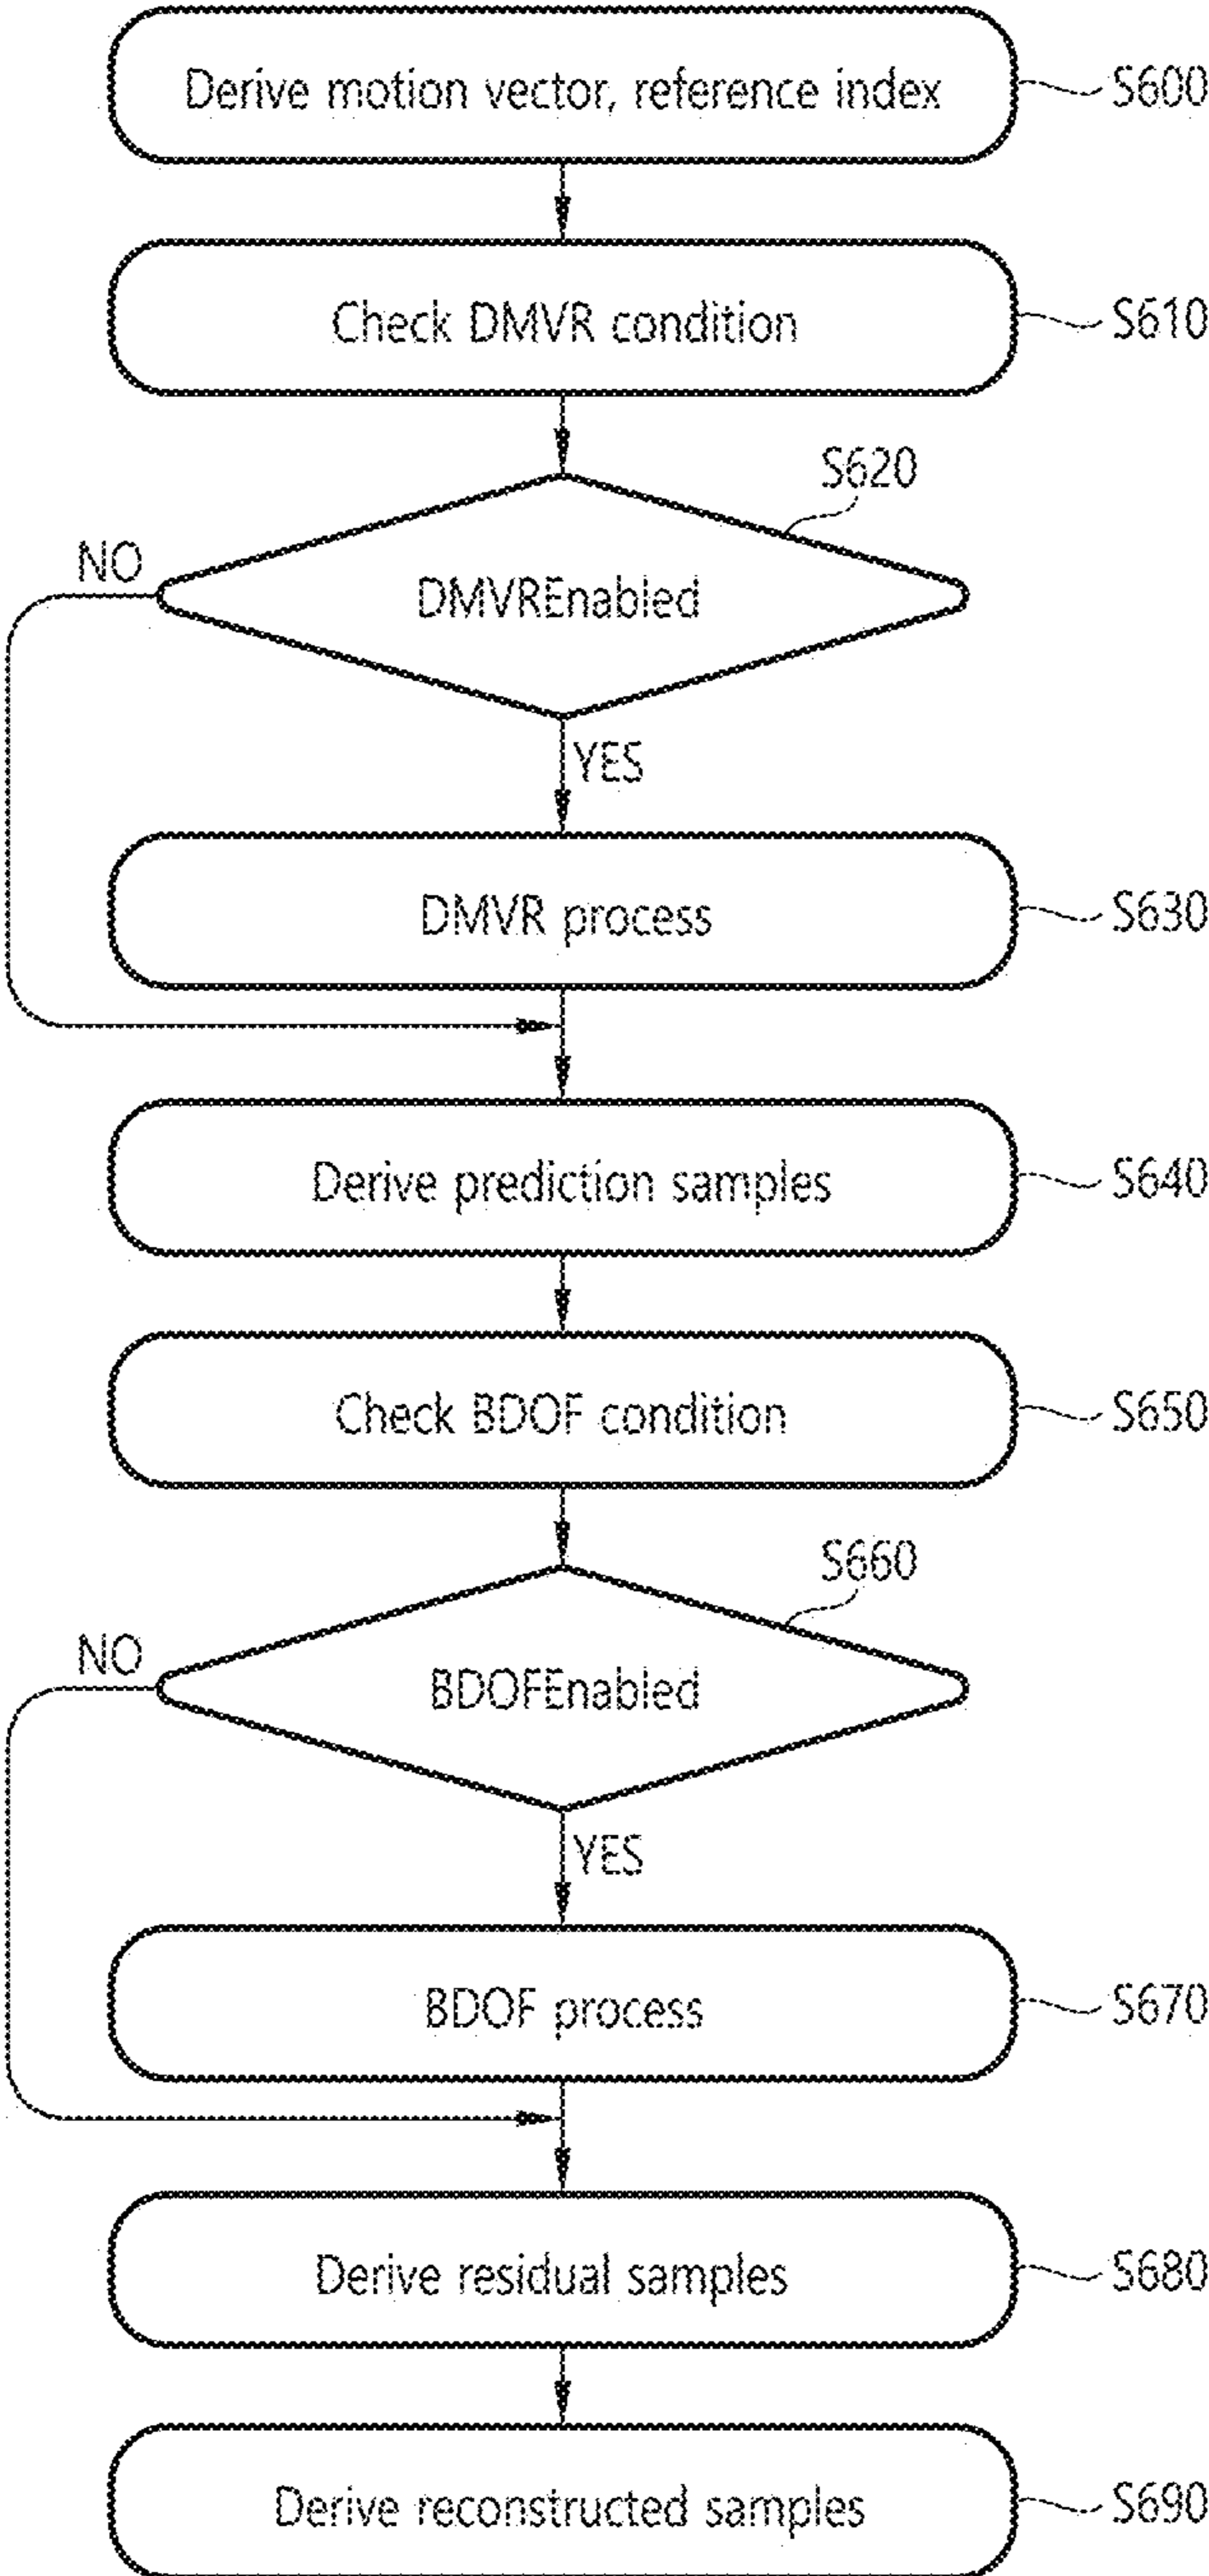 Derive motion vector, reference index
S600
Check DMVR condition
S610
S620
NO
DMVREnabled
YES
DMVR process
S630
Derive prediction samples
S640
Check BDOF condition
S650
S660
NO
BDOFEnabled
YES
BDOF process
S670
Derive residual samples
S680
Derive reconstructed samples
S690